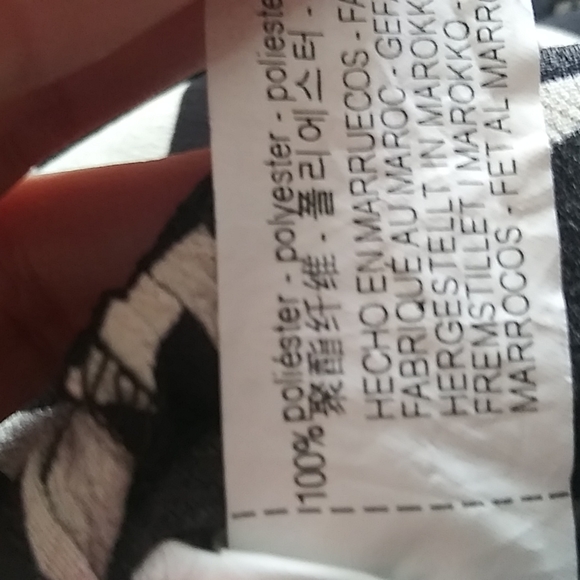 100% poliéster - polyester - polieste
聚酯纤维 - 폴리에스터 -
HECHO EN MARRUECOS - FA
FABRIQUÉ AU MAROC - GEF
HERGESTELLT IN MAROKK
FREMSTILLET I MAROKKO -
MARROCOS - FET AL MARR